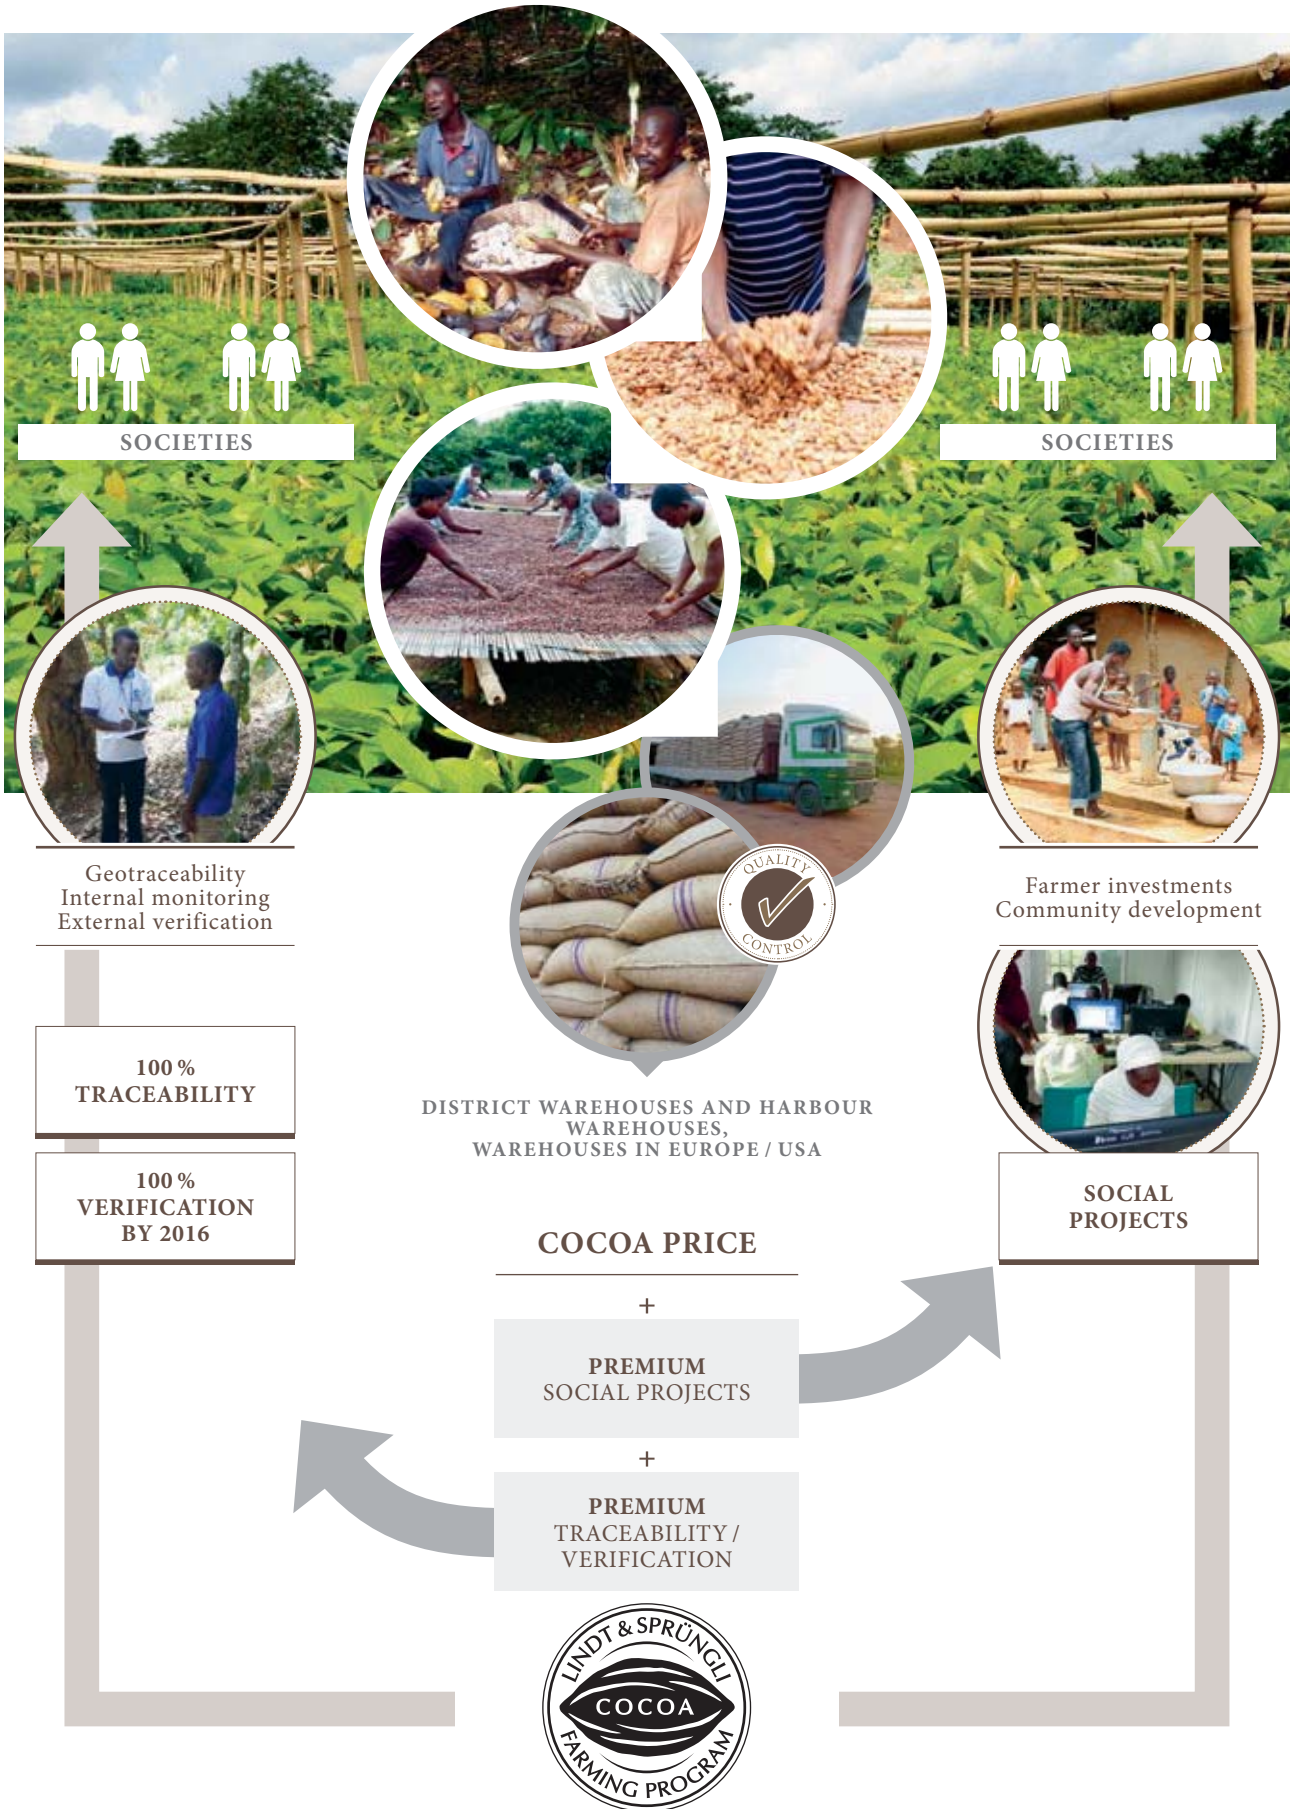 SOCIETIES
SOCIETIES
Geotraceability
Internal monitoring
External verification
QUALITY
CONTROL
Farmer investments
Community development
100 %
TRACEABILITY
100 %
VERIFICATION
BY 2016
DISTRICT WAREHOUSES AND HARBOUR
WAREHOUSES,
WAREHOUSES IN EUROPE / USA
SOCIAL
PROJECTS
COCOA PRICE
+
PREMIUM
SOCIAL PROJECTS
+
PREMIUM
TRACEABILITY /
VERIFICATION
LINDT & SPRÜNGLI
COCOA
FARMING PROGRAM